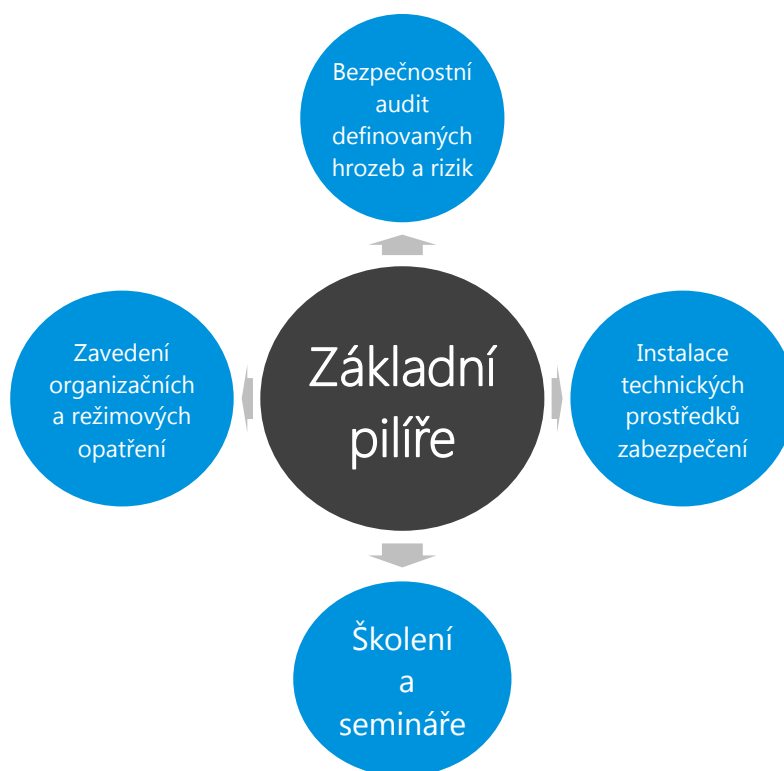 Bezpečnostní
audit
definovaných
hrozeb a rizik
Zavedení
organizačních
a režimových
opatření
Základní
pilíře
Instalace
technických
prostředků
zabezpečení
Školení
a
semináře